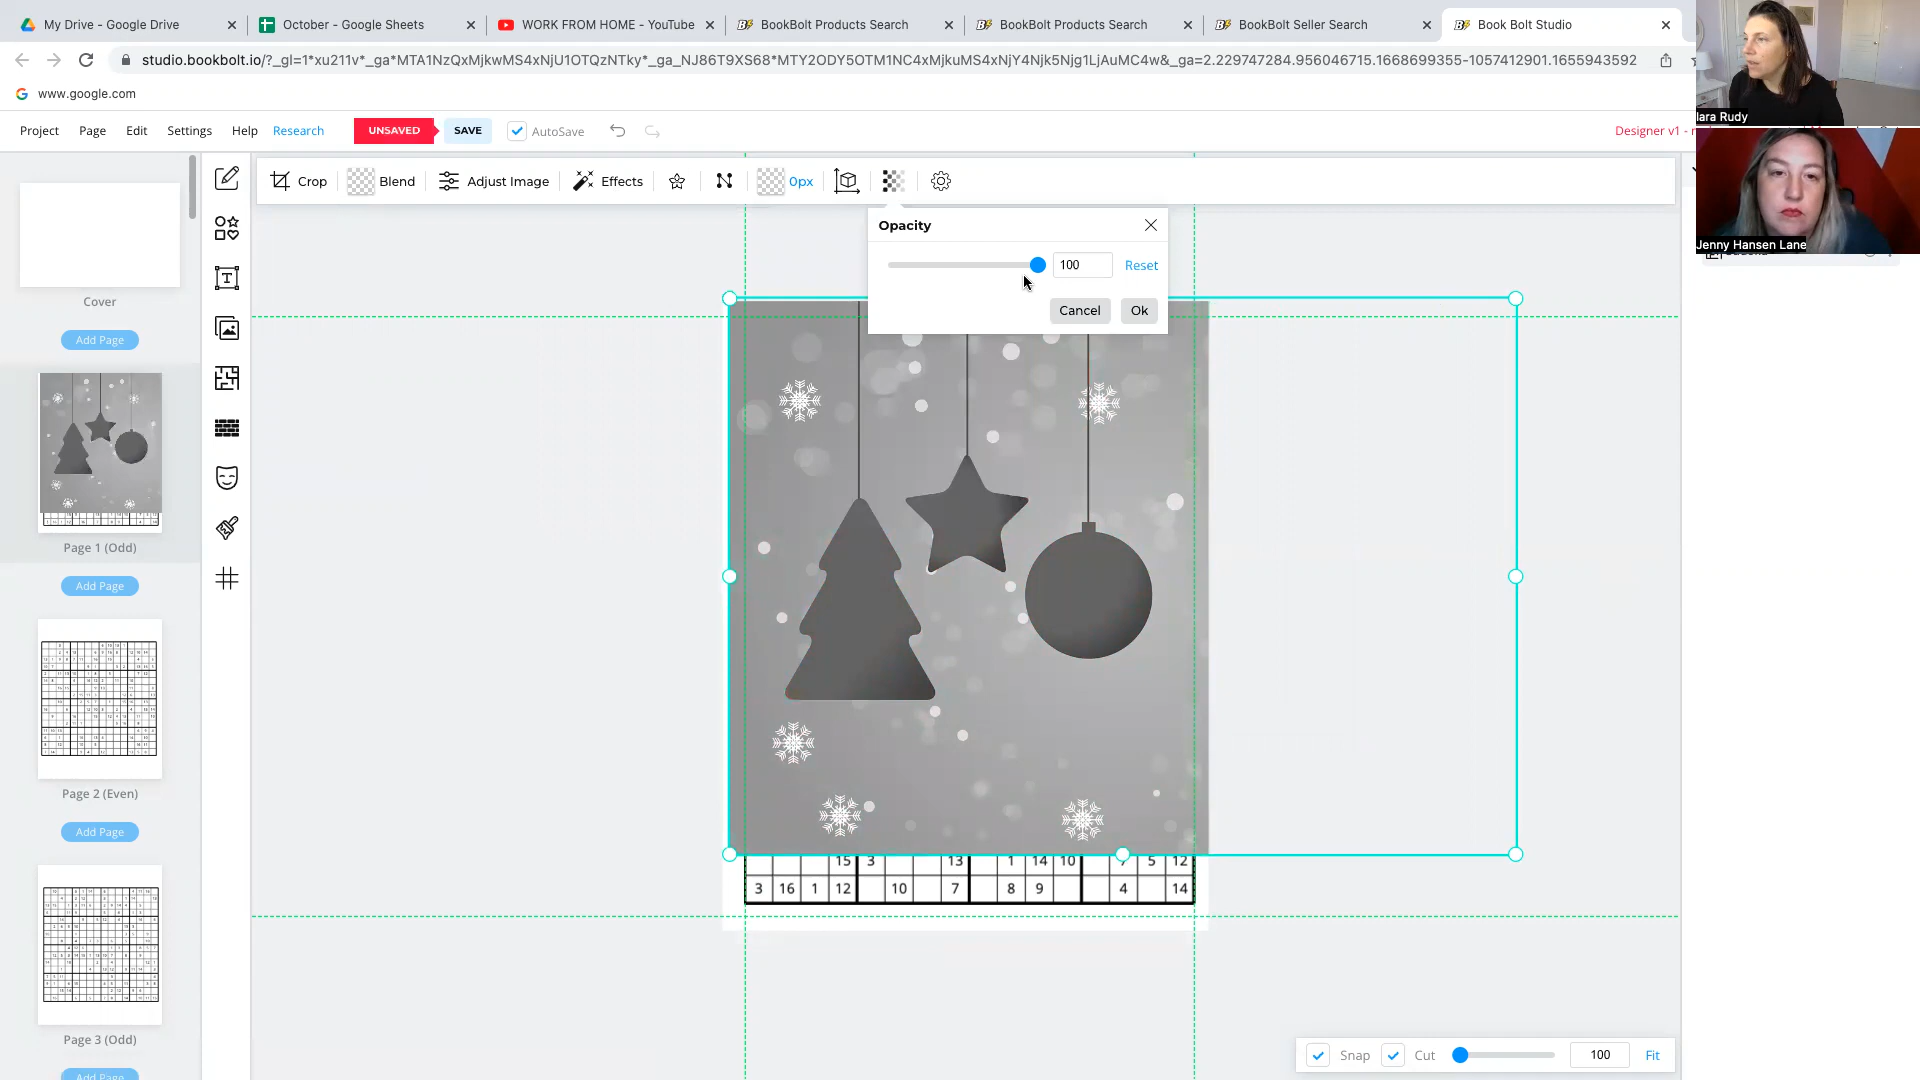 My Drive - Google Drive
October - Google Sheets
WORK FROM HOME - YouTube
BookBolt Products Search
BookBolt Products Search
BookBolt Seller Search
Book Bolt Studio
studio.bookbolt.io/?_gl=1*xu211v*_ga*MTA1NzQxMjkwMS4xNjU1OTQzNTky*_ga_NJ86T9XS68*MTY2ODY5OTM1NC4xMjkuMS4xNjY4Njk5Njg1LjAuMC4w&_ga=2.229747284.956046715.1668699355-1057412901.1655943592
www.google.com
Project Page Edit Settings Help Research UNSAVED SAVE AutoSave
Designer v1 -
lara Rudy
Jenny Hansen Lane
Crop Blend Adjust Image Effects 0px
Opacity
100 Reset
Cancel Ok
Cover
Add Page
Page 1 (Odd)
Add Page
Page 2 (Even)
Add Page
Page 3 (Odd)
Add Page
15 3 13 1 14 10 7 5 12
3 16 1 12 10 7 8 9 4 14
Snap Cut 100 Fit